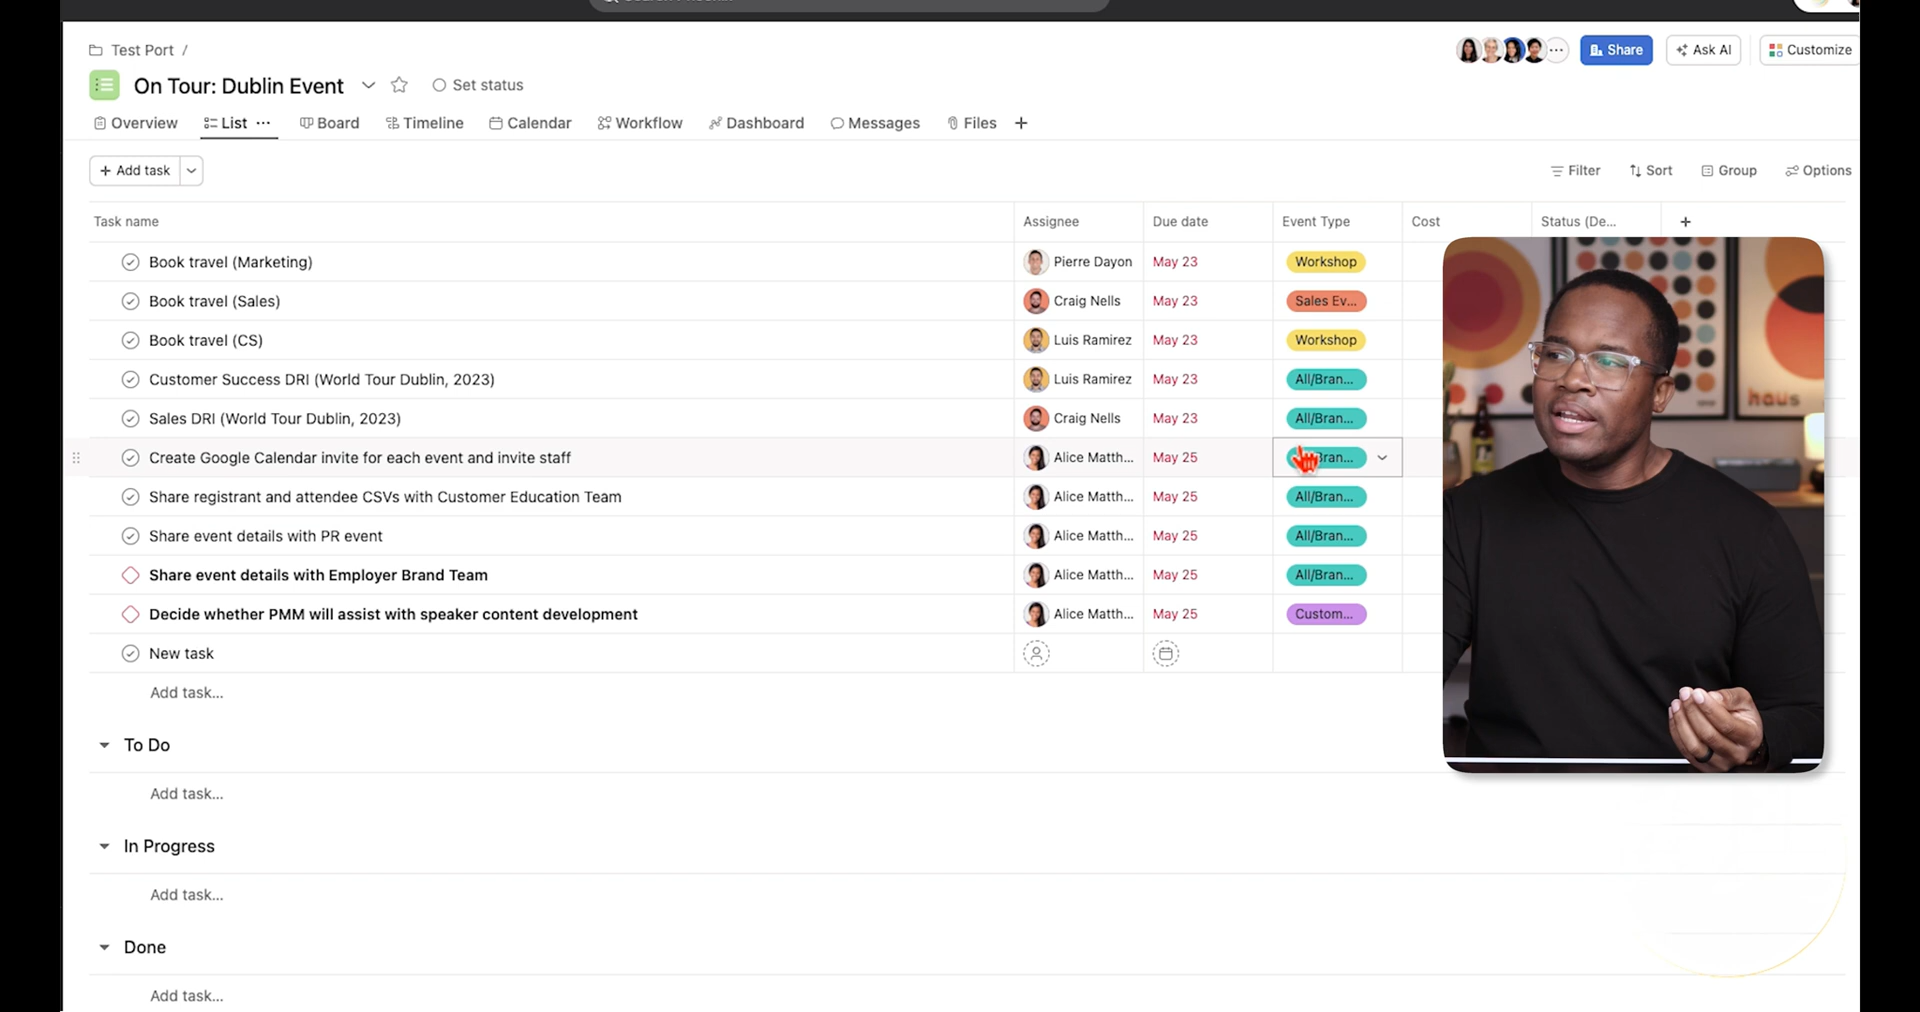 Test Port /
Share
Ask AI
Customize
On Tour: Dublin Event
Set status
Overview
List
Board
Timeline
Calendar
Workflow
Dashboard
Messages
Files
+
+ Add task
Filter
Sort
Group
Options
Task name
Assignee
Due date
Event Type
Cost
Status (De...
+
Book travel (Marketing) Pierre Dayon May 23 Workshop
Book travel (Sales) Craig Nells May 23 Sales Ev...
Book travel (CS) Luis Ramirez May 23 Workshop
Customer Success DRI (World Tour Dublin, 2023) Luis Ramirez May 23 All/Bran...
Sales DRI (World Tour Dublin, 2023) Craig Nells May 23 All/Bran...
Create Google Calendar invite for each event and invite staff Alice Matth... May 25
Share registrant and attendee CSVs with Customer Education Team Alice Matth... May 25 All/Bran...
Share event details with PR event Alice Matth... May 25 All/Bran...
Share event details with Employer Brand Team Alice Matth... May 25 All/Bran...
Decide whether PMM will assist with speaker content development Alice Matth... May 25 Custom...
New task
Add task...
To Do
Add task...
In Progress
Add task...
Done
Add task...
haus